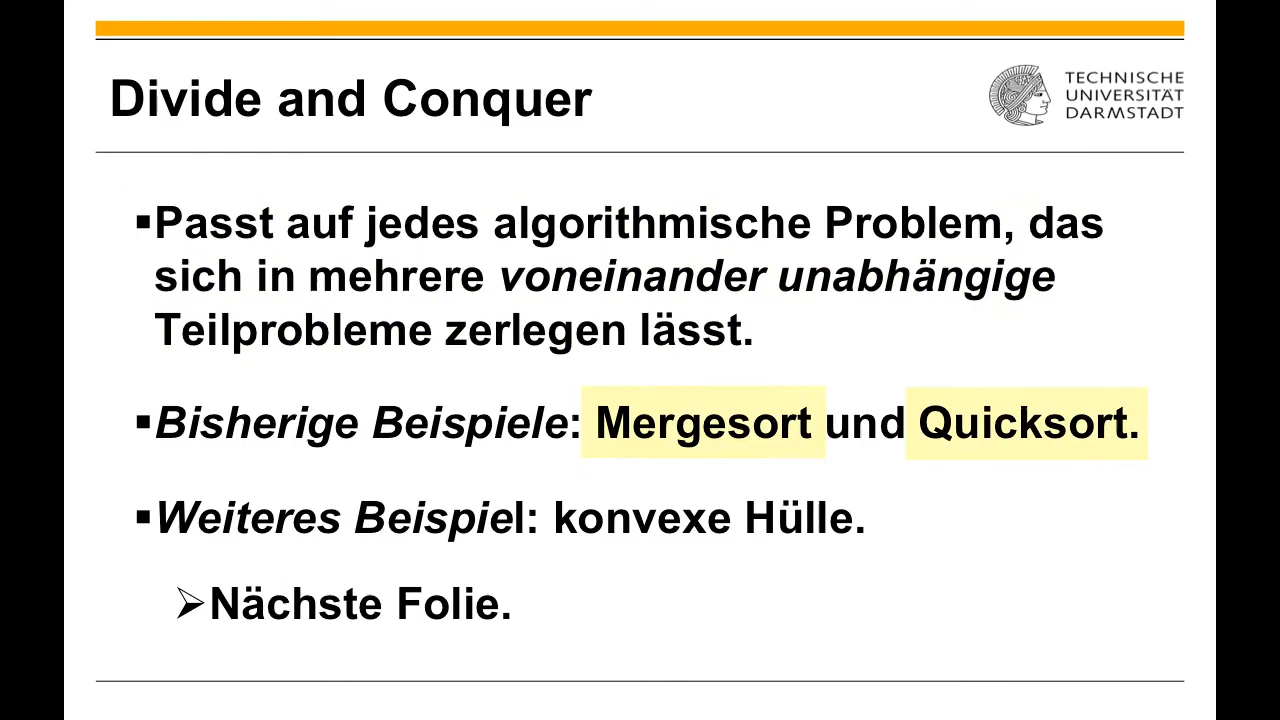 Divide and Conquer
TECHNISCHE
UNIVERSITÄT
DARMSTADT
▪Passt auf jedes algorithmische Problem, das
sich in mehrere voneinander unabhängige
Teilprobleme zerlegen lässt.
▪Bisherige Beispiele: Mergesort und Quicksort.
▪Weiteres Beispiel: konvexe Hülle.
➢Nächste Folie.